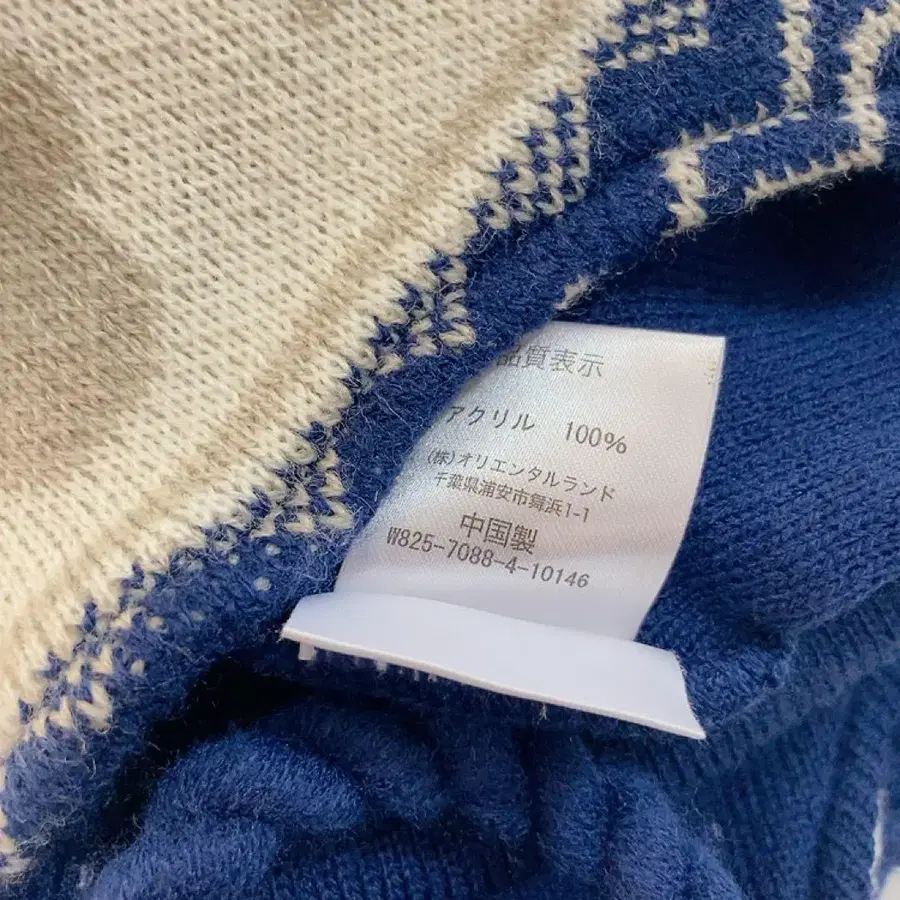 品質表示
アクリル 100%
(株)オリエンタルランド
千葉県浦安市舞浜1-1
中国製
W825-7088-4-10146